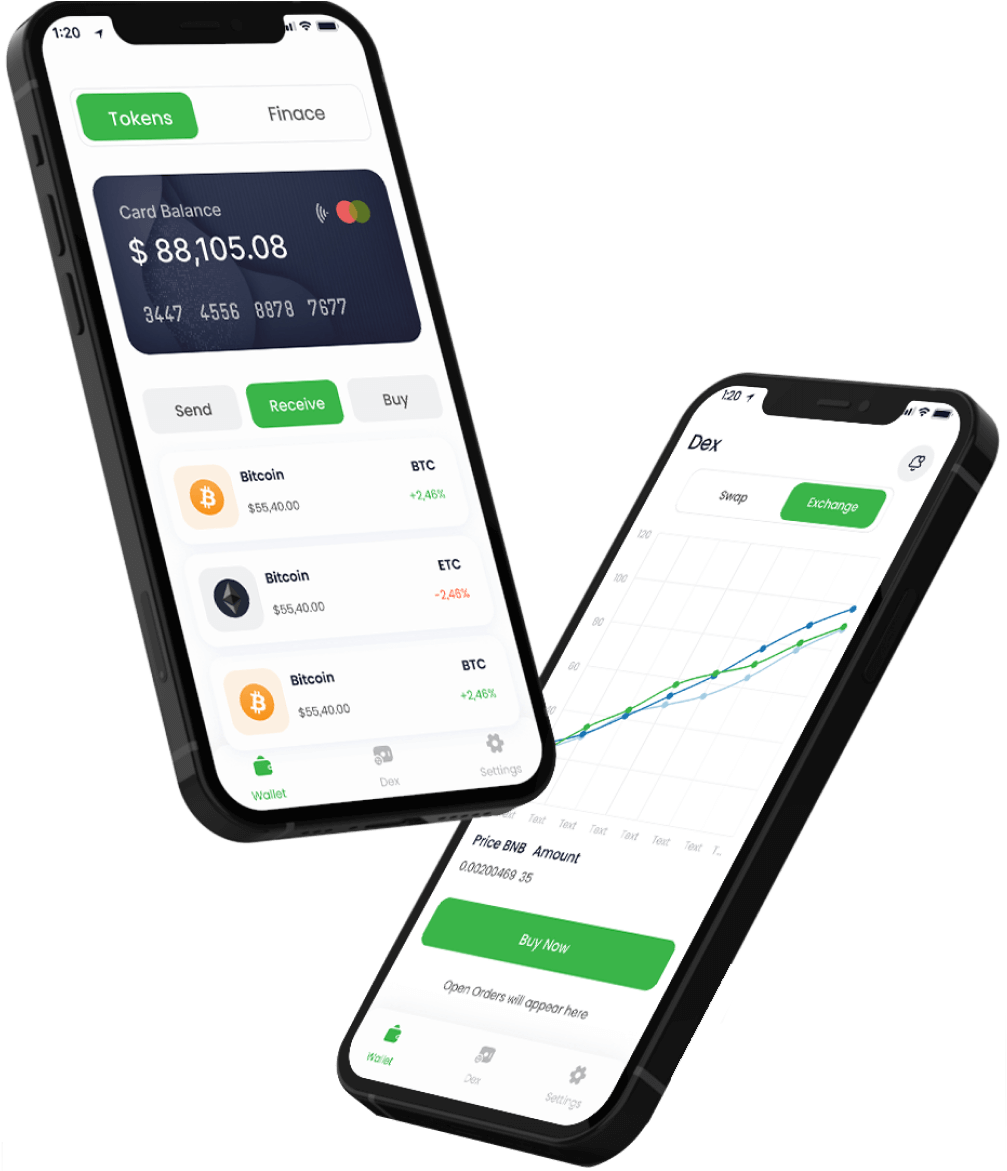 1:20
Tokens Finace
Card Balance
$ 88,105.08
3447 4556 8878 7677
Send Receive Buy
Bitcoin BTC
$55,40.00 +2,46%
Bitcoin ETC
$55,40.00 -2,48%
Bitcoin BTC
$55,40.00 +2,46%
Wallet Dex Settings
1:20
Dex
Swap Exchange
120
100
80
60
Text Text Text Text Text Text T...
Price BNB Amount
0.00200469 35
Buy Now
Open Orders will appear here
Wallet Dex Settings